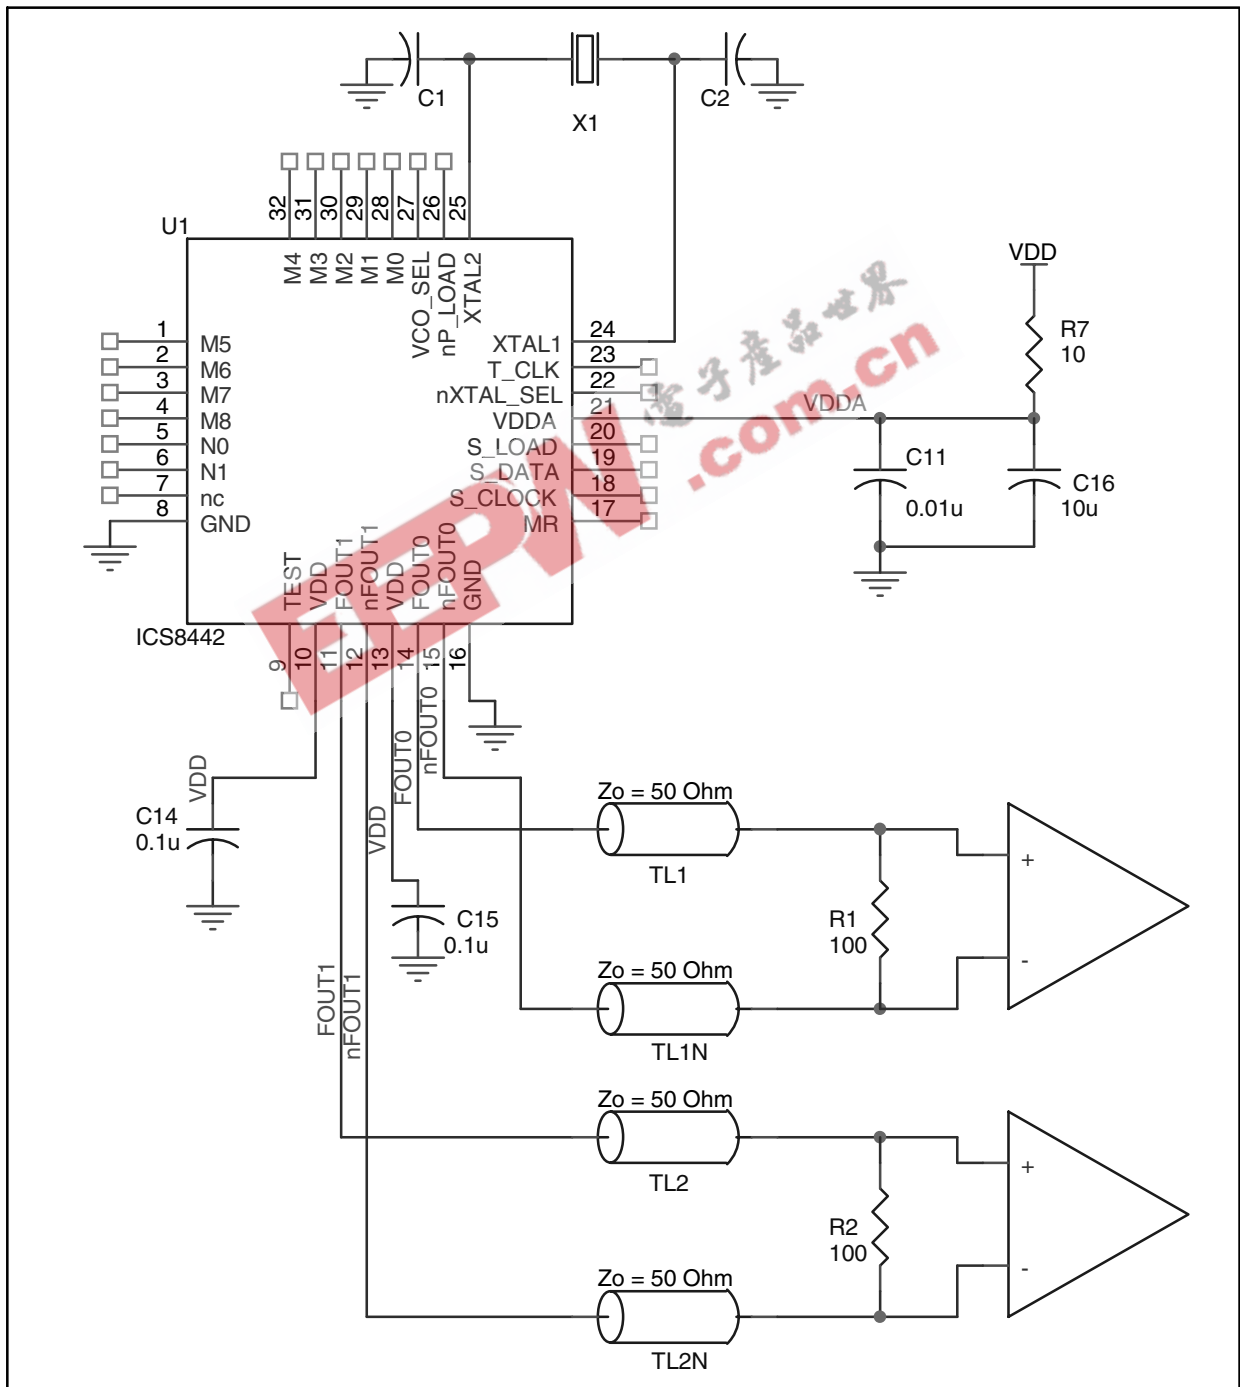 C1
C2
X1
U1
32
31
30
29
28
27
26
25
M4
M3
M2
M1
M0
VCO_SEL
nP_LOAD
XTAL2
1
2
3
4
5
6
7
8
M5
M6
M7
M8
N0
N1
nc
GND
24
23
22
21
20
19
18
17
XTAL1
T_CLK
nXTAL_SEL
VDDA
S_LOAD
S_DATA
S_CLOCK
MR
VDD
R7
10
VDDA
C11
0.01u
C16
10u
電子產品世界
EEPW.com.cn
TEST
VDD
FOUT1
nFOUT1
VDD
FOUT0
nFOUT0
GND
ICS8442
9
10
11
12
13
14
15
16
VDD
C14
0.1u
FOUT0
nFOUT0
VDD
C15
0.1u
FOUT1
nFOUT1
Zo = 50 Ohm
TL1
R1
100
+
-
Zo = 50 Ohm
TL1N
Zo = 50 Ohm
TL2
R2
100
+
-
Zo = 50 Ohm
TL2N